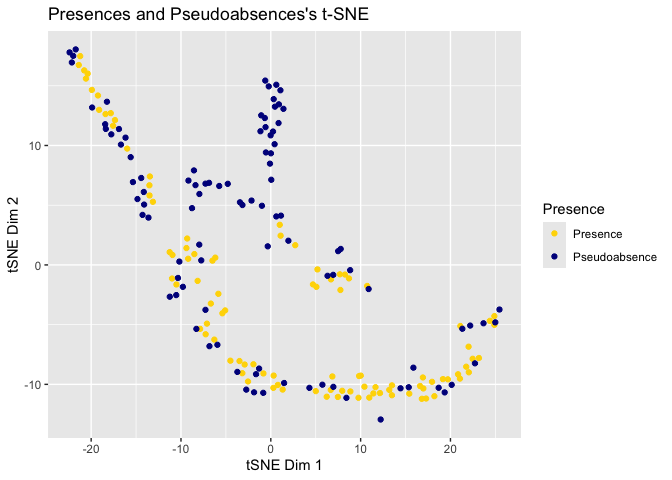 Presences and Pseudoabsences's t-SNE
10
0
-10
-20
-10
0
10
20
tSNE Dim 1
tSNE Dim 2
Presence
Presence
Pseudoabsence